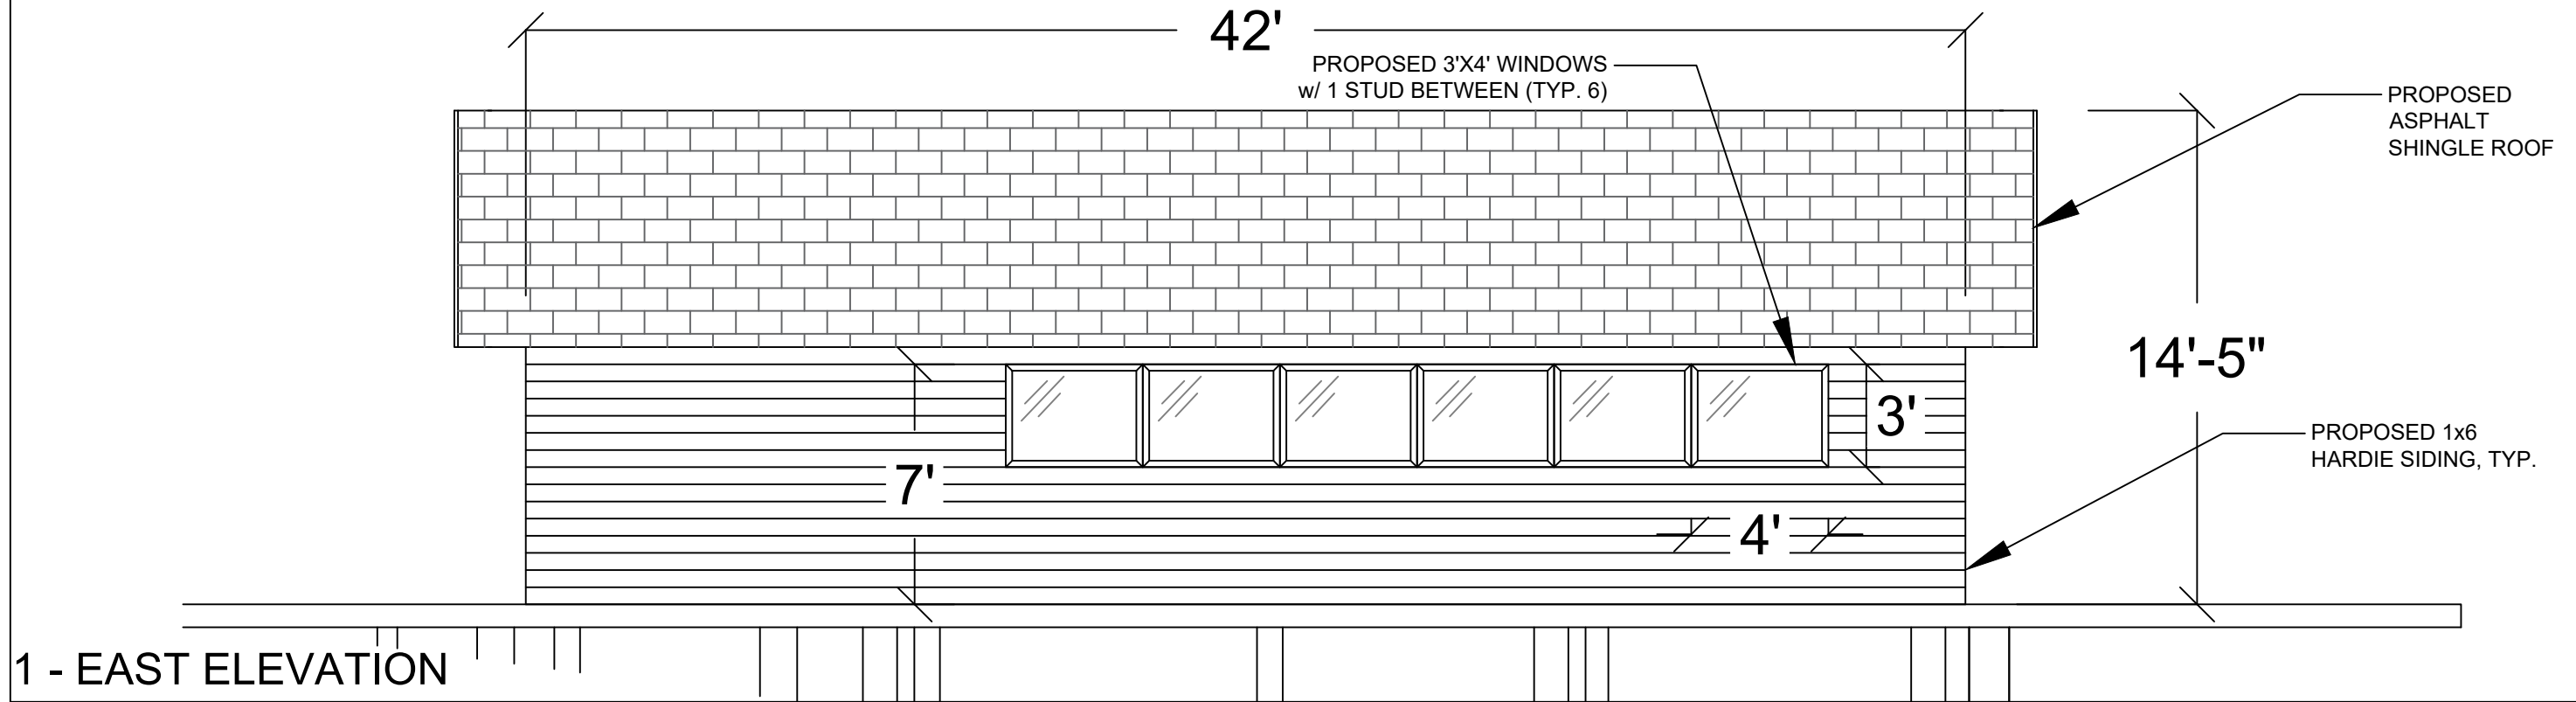 42'
PROPOSED 3'X4' WINDOWS
w/ 1 STUD BETWEEN (TYP. 6)
PROPOSED
ASPHALT
SHINGLE ROOF
14'-5"
3'
PROPOSED 1x6
HARDIE SIDING, TYP.
7'
4'
1 - EAST ELEVATION